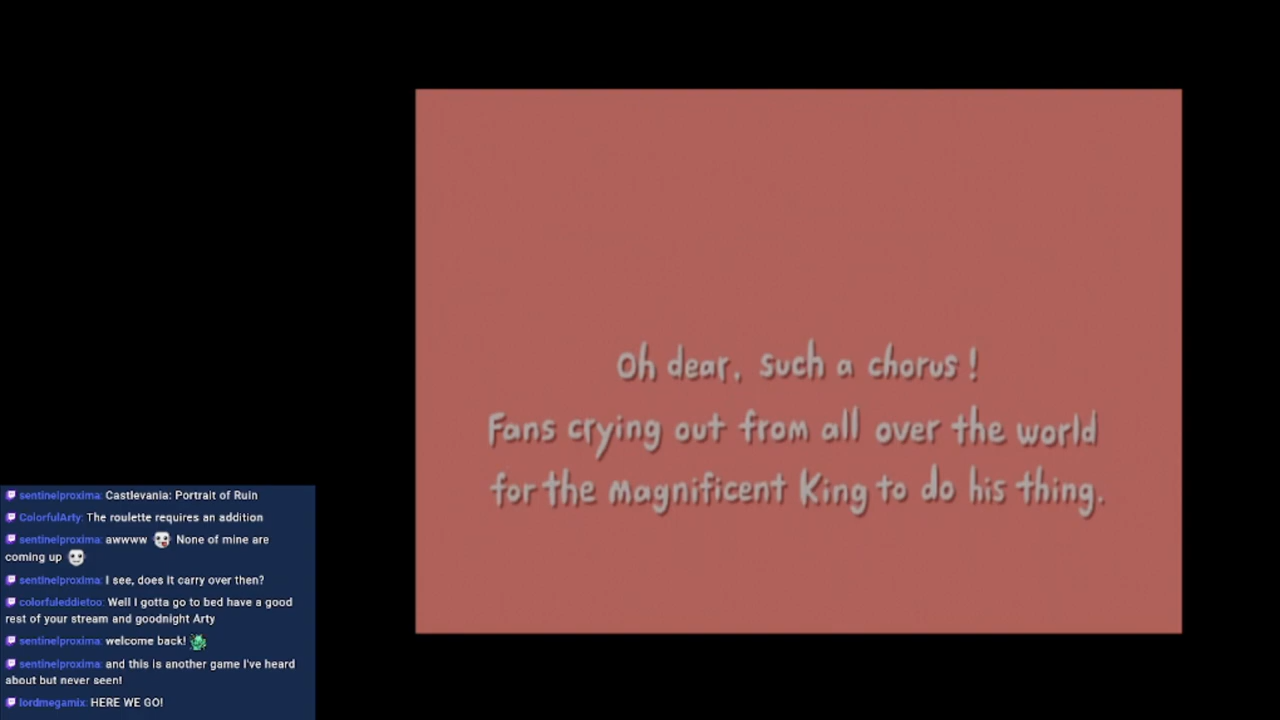 Oh dear, such a chorus!
Fans crying out from all over the world
for the Magnificent King to do his thing.
sentinelproxima: Castlevania: Portrait of Ruin
ColorfulArty: The roulette requires an addition
sentinelproxima: awwww None of mine are
coming up
sentinelproxima: I see, does it carry over then?
colorfuleddietoo: Well I gotta go to bed have a good
rest of your stream and goodnight Arty
sentinelproxima: welcome back!
sentinelproxima: and this is another game I've heard
about but never seen!
lordmegamix: HERE WE GO!